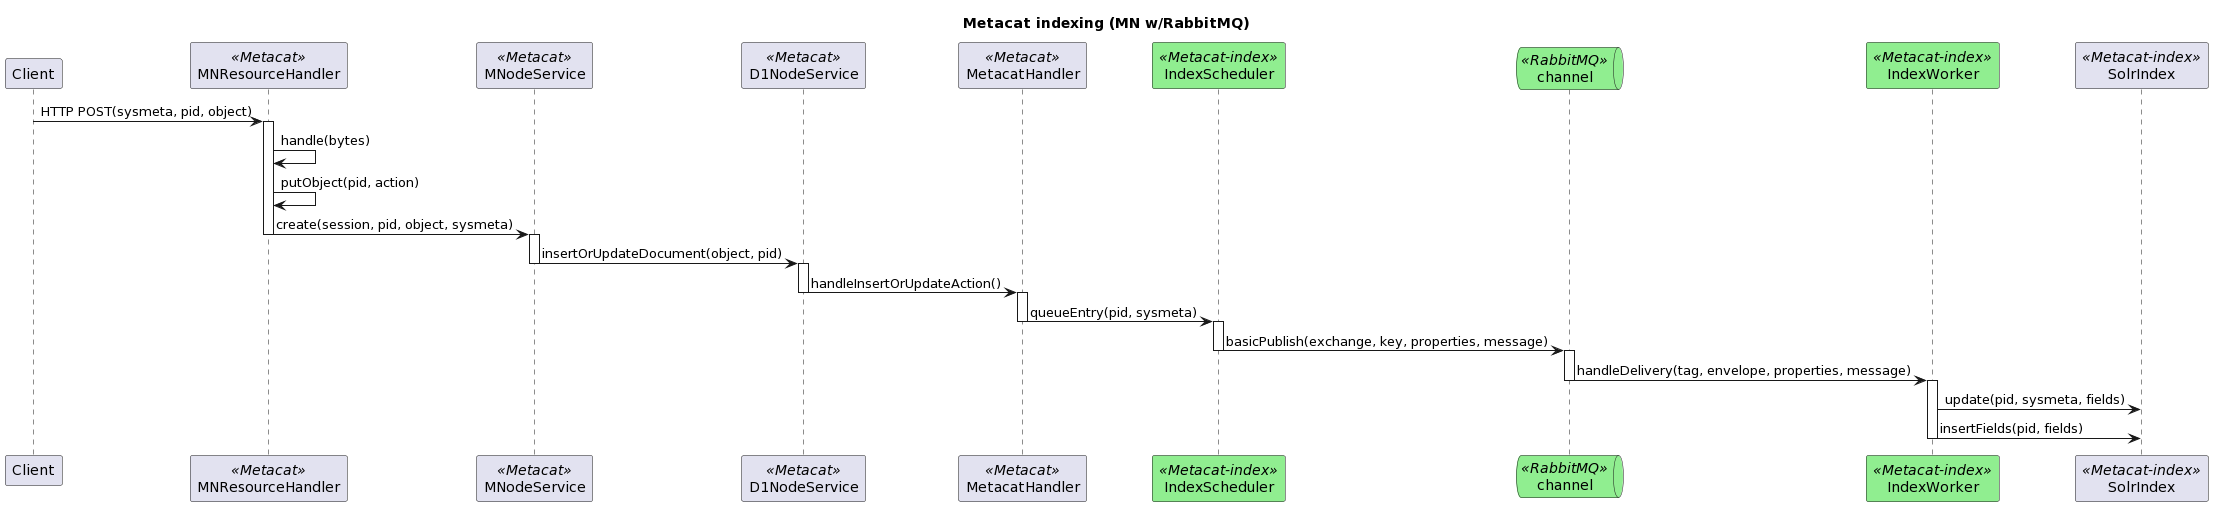 Metacat indexing (MN w/RabbitMQ)
Client
«Metacat»
MNResourceHandler
«Metacat»
MNodeService
«Metacat»
D1NodeService
«Metacat»
MetacatHandler
«Metacat-index»
IndexScheduler
«RabbitMQ»
channel
«Metacat-index»
IndexWorker
«Metacat-index»
SolrIndex
HTTP POST(sysmeta, pid, object)
handle(bytes)
putObject(pid, action)
create(session, pid, object, sysmeta)
insertOrUpdateDocument(object, pid)
handleInsertOrUpdateAction()
queueEntry(pid, sysmeta)
basicPublish(exchange, key, properties, message)
handleDelivery(tag, envelope, properties, message)
update(pid, sysmeta, fields)
insertFields(pid, fields)
Client
«Metacat»
MNResourceHandler
«Metacat»
MNodeService
«Metacat»
D1NodeService
«Metacat»
MetacatHandler
«Metacat-index»
IndexScheduler
«RabbitMQ»
channel
«Metacat-index»
IndexWorker
«Metacat-index»
SolrIndex